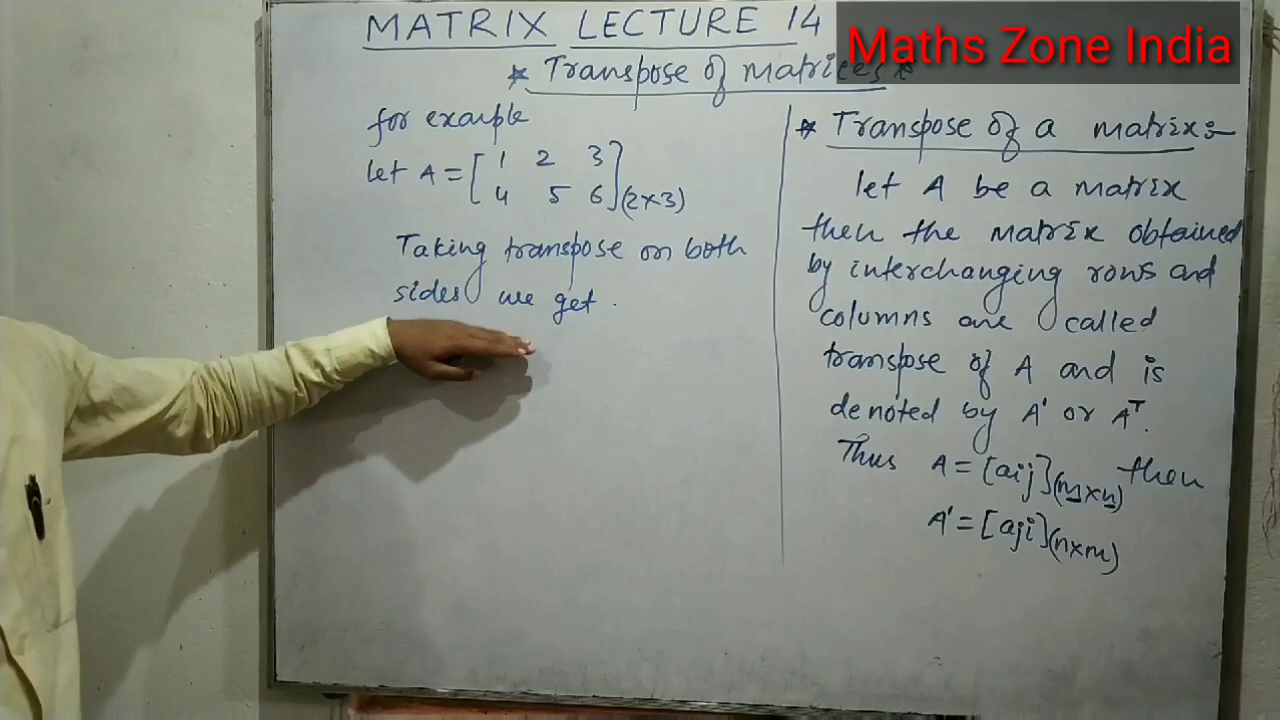 MATRIX LECTURE 14
Maths Zone India
* Transpose of matrices *
for example
let A = [ 1 2 3
4 5 6 ](2×3)
Taking transpose on both
sides we get .
* Transpose of a matrix:-
let A be a matrix
then the matrix obtained
by interchanging rows and
columns are called
transpose of A and is
denoted by A' or Aᵀ.
Thus A = [aij](m×n) then
A' = [aji](n×m)